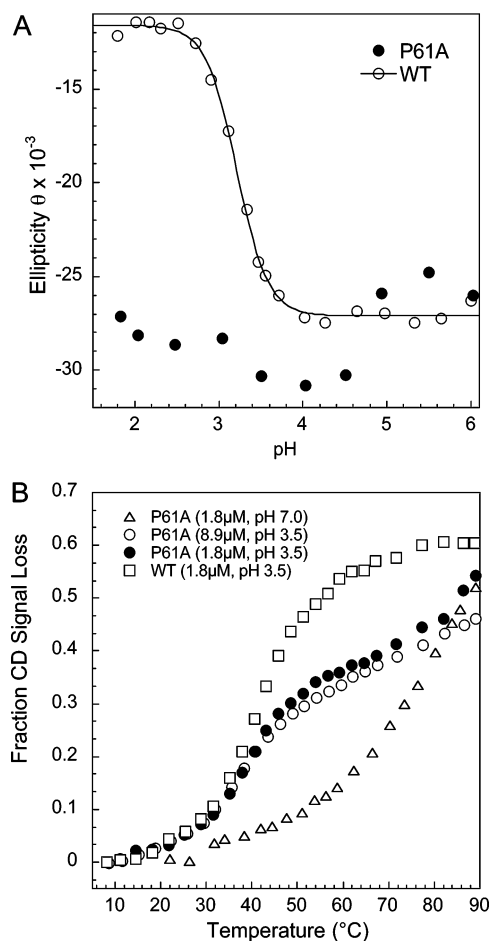 A
P61A
WT
-15
-20
-25
-30
Ellipticity θ x 10⁻³
2 3 4 5 6
pH
B
0.7
0.6
0.5
0.4
0.3
0.2
0.1
0
P61A (1.8µM, pH 7.0)
P61A (8.9µM, pH 3.5)
P61A (1.8µM, pH 3.5)
WT (1.8µM, pH 3.5)
Fraction CD Signal Loss
10 20 30 40 50 60 70 80 90
Temperature (°C)